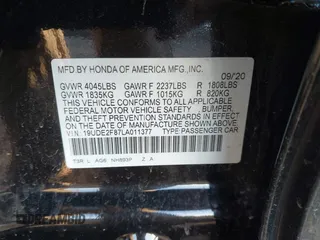 MFD. BY HONDA OF AMERICA MFG.,INC. 09/20
GVWR 4045LBS GAWR F 2237LBS R 1808LBS
GVWR 1835KG GAWR F 1015KG R 820KG
THIS VEHICLE CONFORMS TO ALL APPLICABLE
FEDERAL MOTOR VEHICLE SAFETY, BUMPER,
AND THEFT PREVENTION STANDARDS IN EFFECT
ON THE DATE OF MANUFACTURE SHOWN ABOVE.
V.I.N.: 19UDE2F87LA011377 TYPE:PASSENGER CAR
Z A